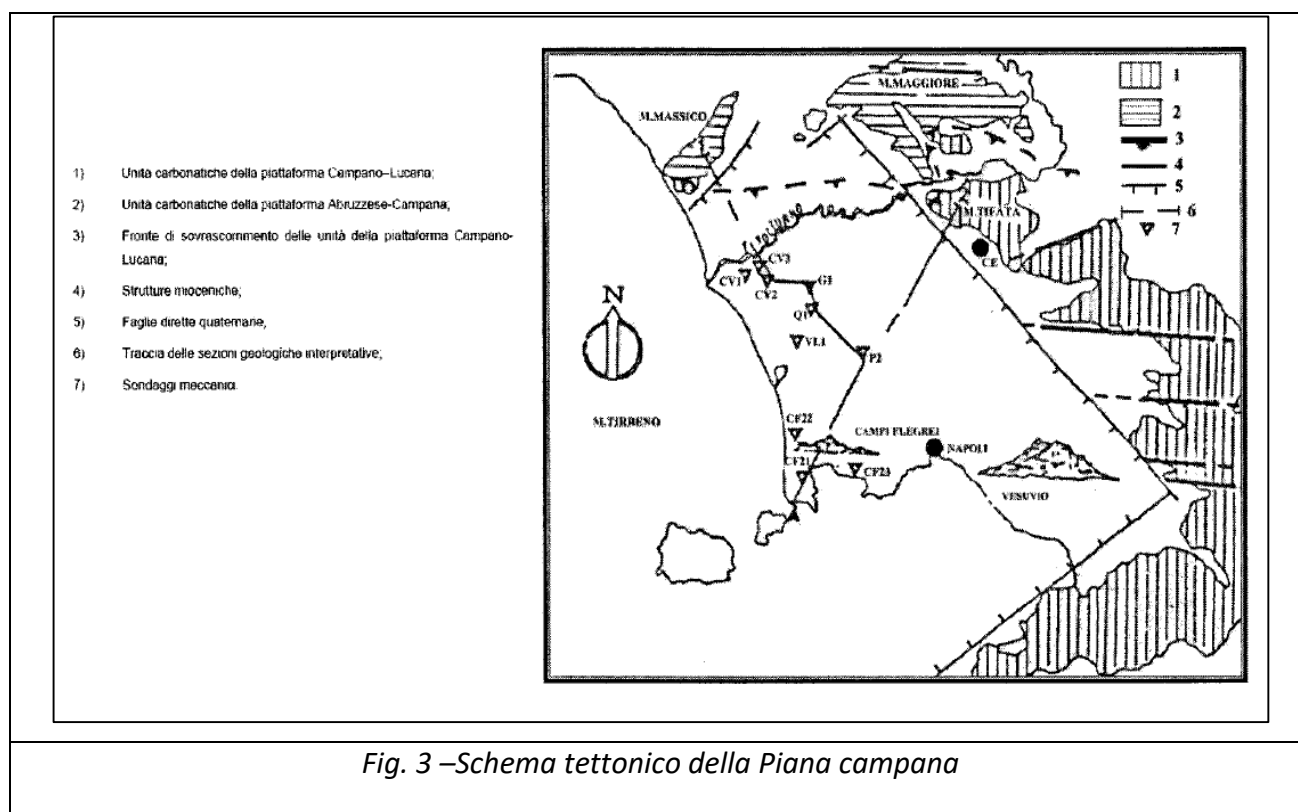 1) Unità carbonatiche della piattaforma Campano–Lucana;
2) Unità carbonatiche della piattaforma Abruzzese-Campana;
3) Fronte di sovrascorrimento delle unità della piattaforma Campano-
Lucana;
4) Strutture mioceniche;
5) Faglie dirette quaternarie,
6) Traccia delle sezioni geologiche interpretative;
7) Sondaggi meccanici.
M.MAGGIORE
M.MASSICO
1
2
3
4
5
6
7
VOLTURNO
M.TIFATA
CE
CV3
CV1
CV2
G1
Q1
VL1
P2
N
M.TIRRENO
CF22
CAMPI FLEGREI
NAPOLI
CF21
CF23
VESUVIO
Fig. 3 –Schema tettonico della Piana campana